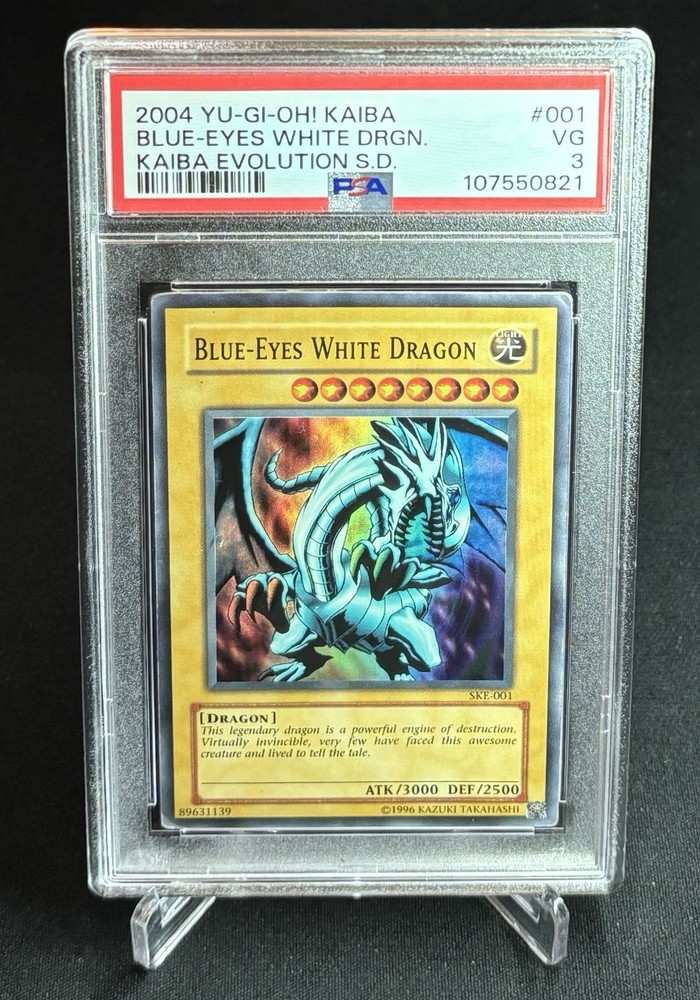 2004 YU-GI-OH! KAIBA #001
BLUE-EYES WHITE DRGN. VG
KAIBA EVOLUTION S.D. 3
PSA 107550821
BLUE-EYES WHITE DRAGON
LIGHT
光
SKE-001
[DRAGON]
This legendary dragon is a powerful engine of destruction.
Virtually invincible, very few have faced this awesome
creature and lived to tell the tale.
ATK/3000 DEF/2500
89631139 ©1996 KAZUKI TAKAHASHI